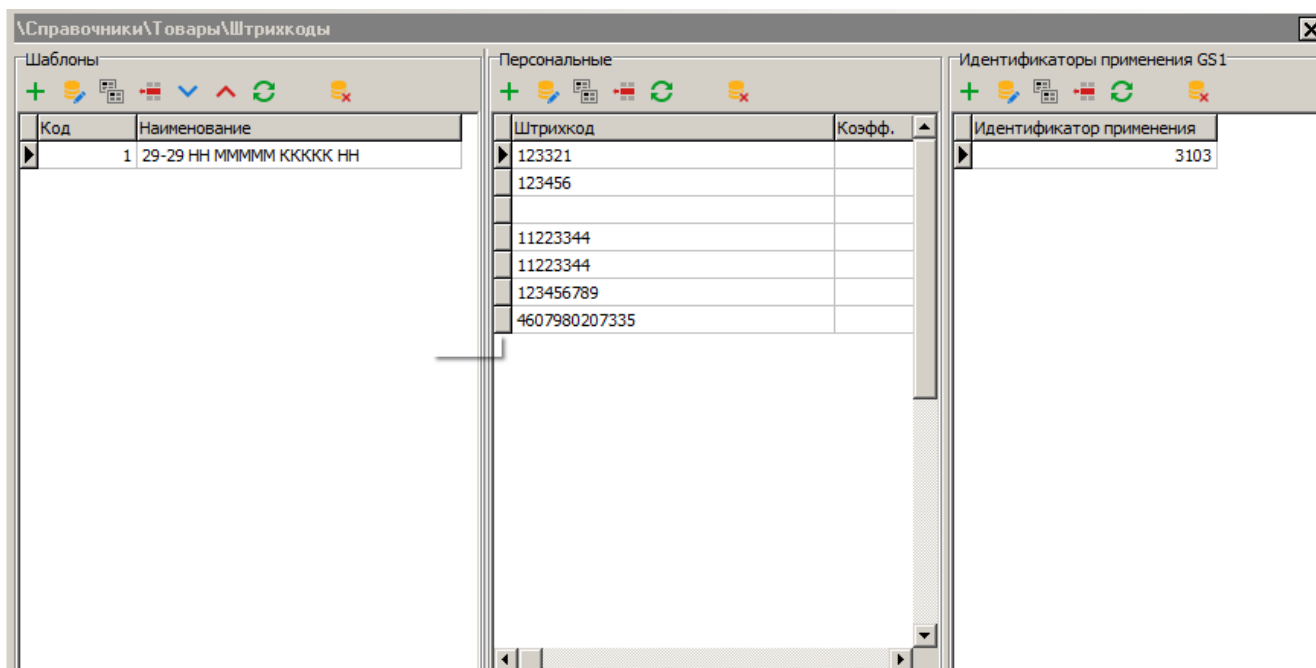 \Справочники\Товары\Штрихкоды
Шаблоны
Код Наименование
1 29-29 НН МММММ ККККК НН
Персональные
Штрихкод Коэфф.
123321
123456
11223344
11223344
123456789
4607980207335
Идентификаторы применения GS1
Идентификатор применения
3103